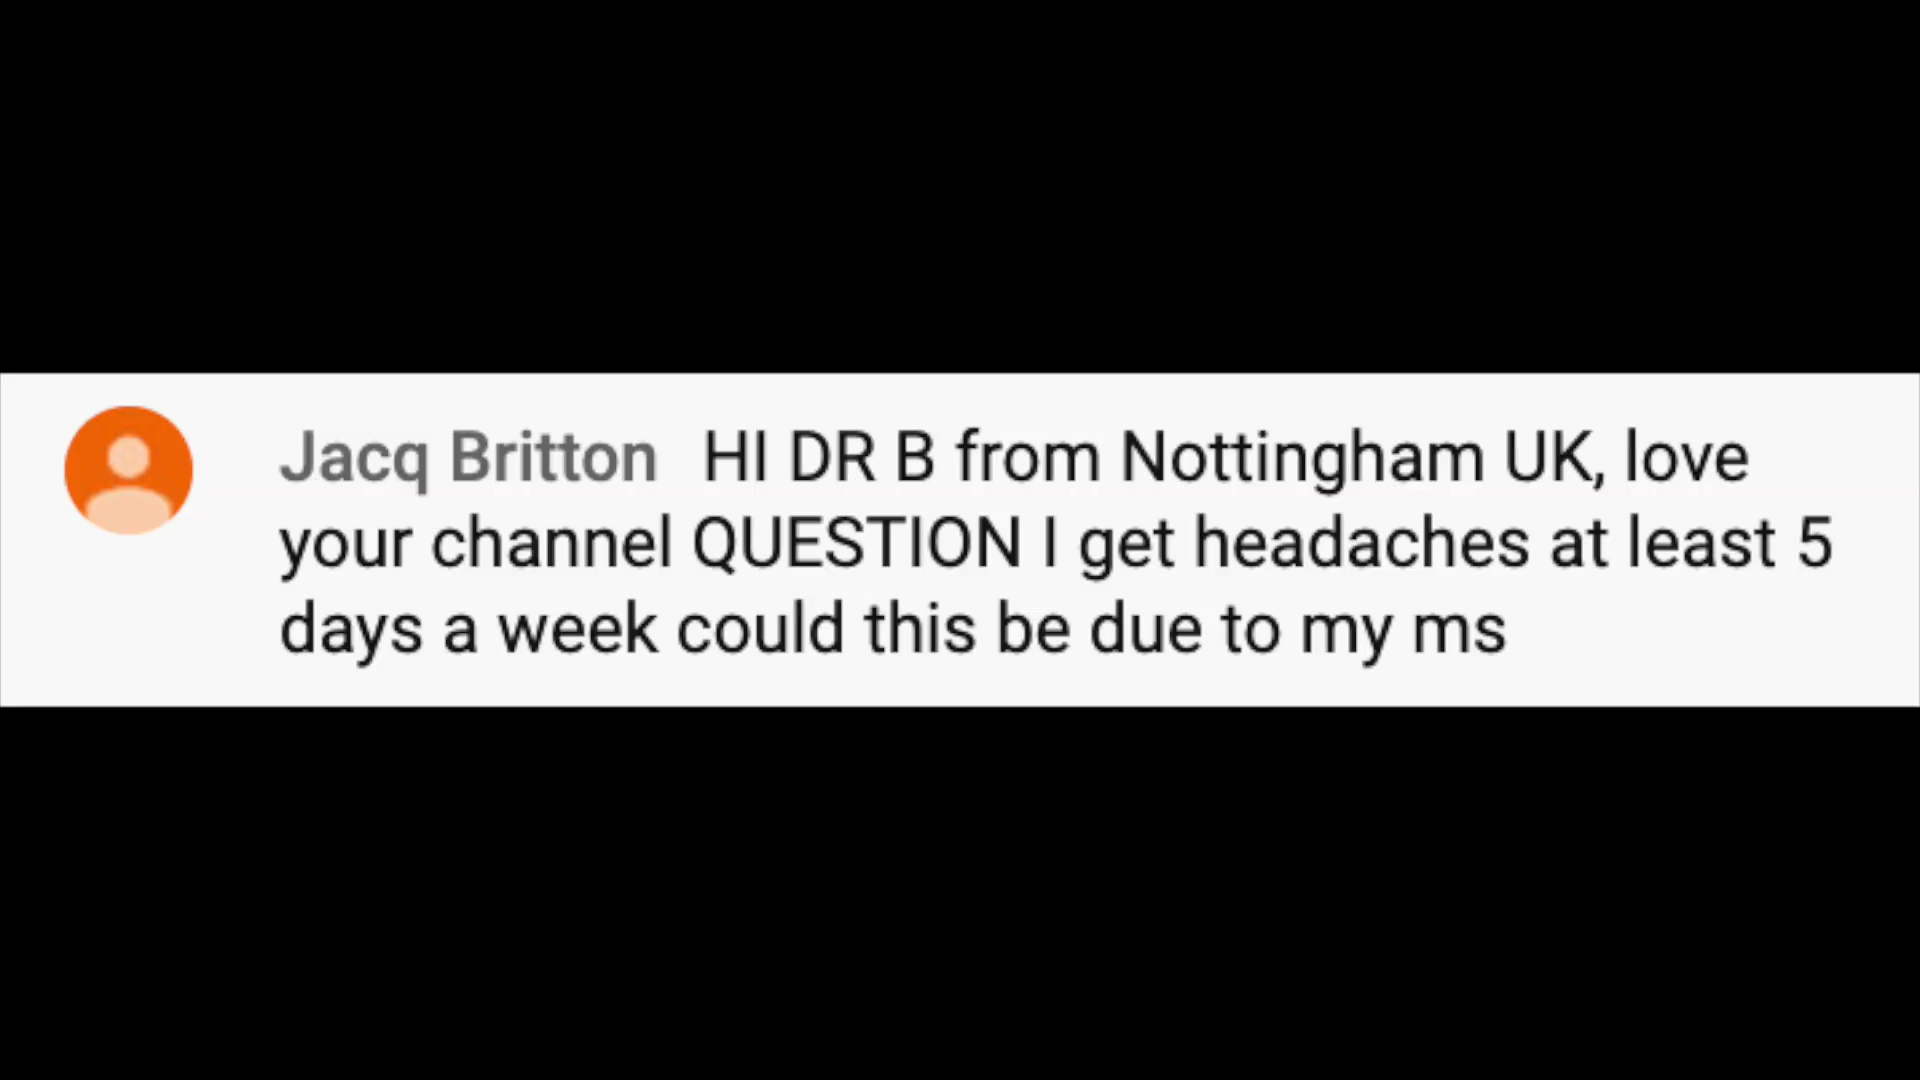 Jacq Britton HI DR B from Nottingham UK, love
your channel QUESTION I get headaches at least 5
days a week could this be due to my ms